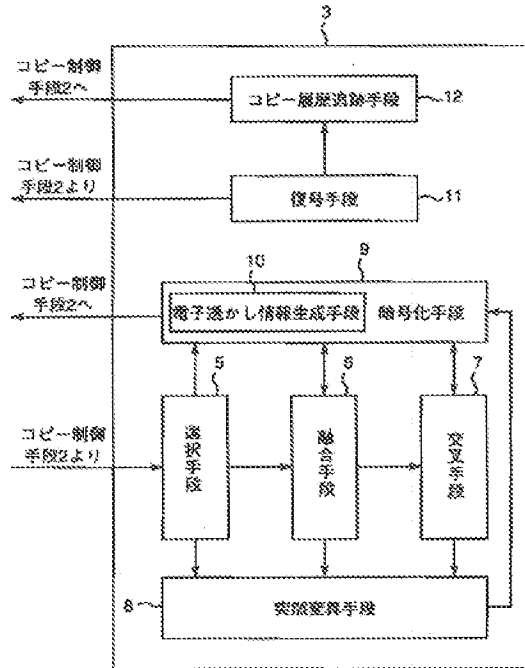 3
コピー制御
手段2へ
コピー履歴追跡手段
12
コピー制御
手段2より
復号手段
11
コピー制御
手段2へ
9
10
電子透かし情報生成手段
暗号化手段
5
6
7
コピー制御
手段2より
選択手段
融合手段
交叉手段
8
突然変異手段